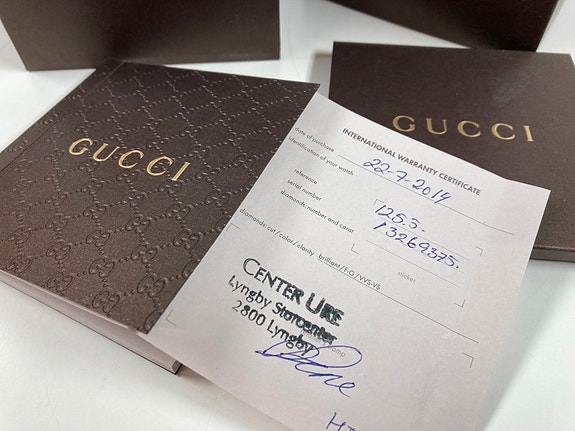 GUCCI
GUCCI
INTERNATIONAL WARRANTY CERTIFICATE
date of purchase 22-7-2014
identification of your watch
reference 125.5.
serial number 13269375.
diamonds: number and carat
sticker
diamonds cut / color / clarity brilliant / F.G / VVS-VS
CENTER URE
Lyngby Storcenter
2800 Lyngby